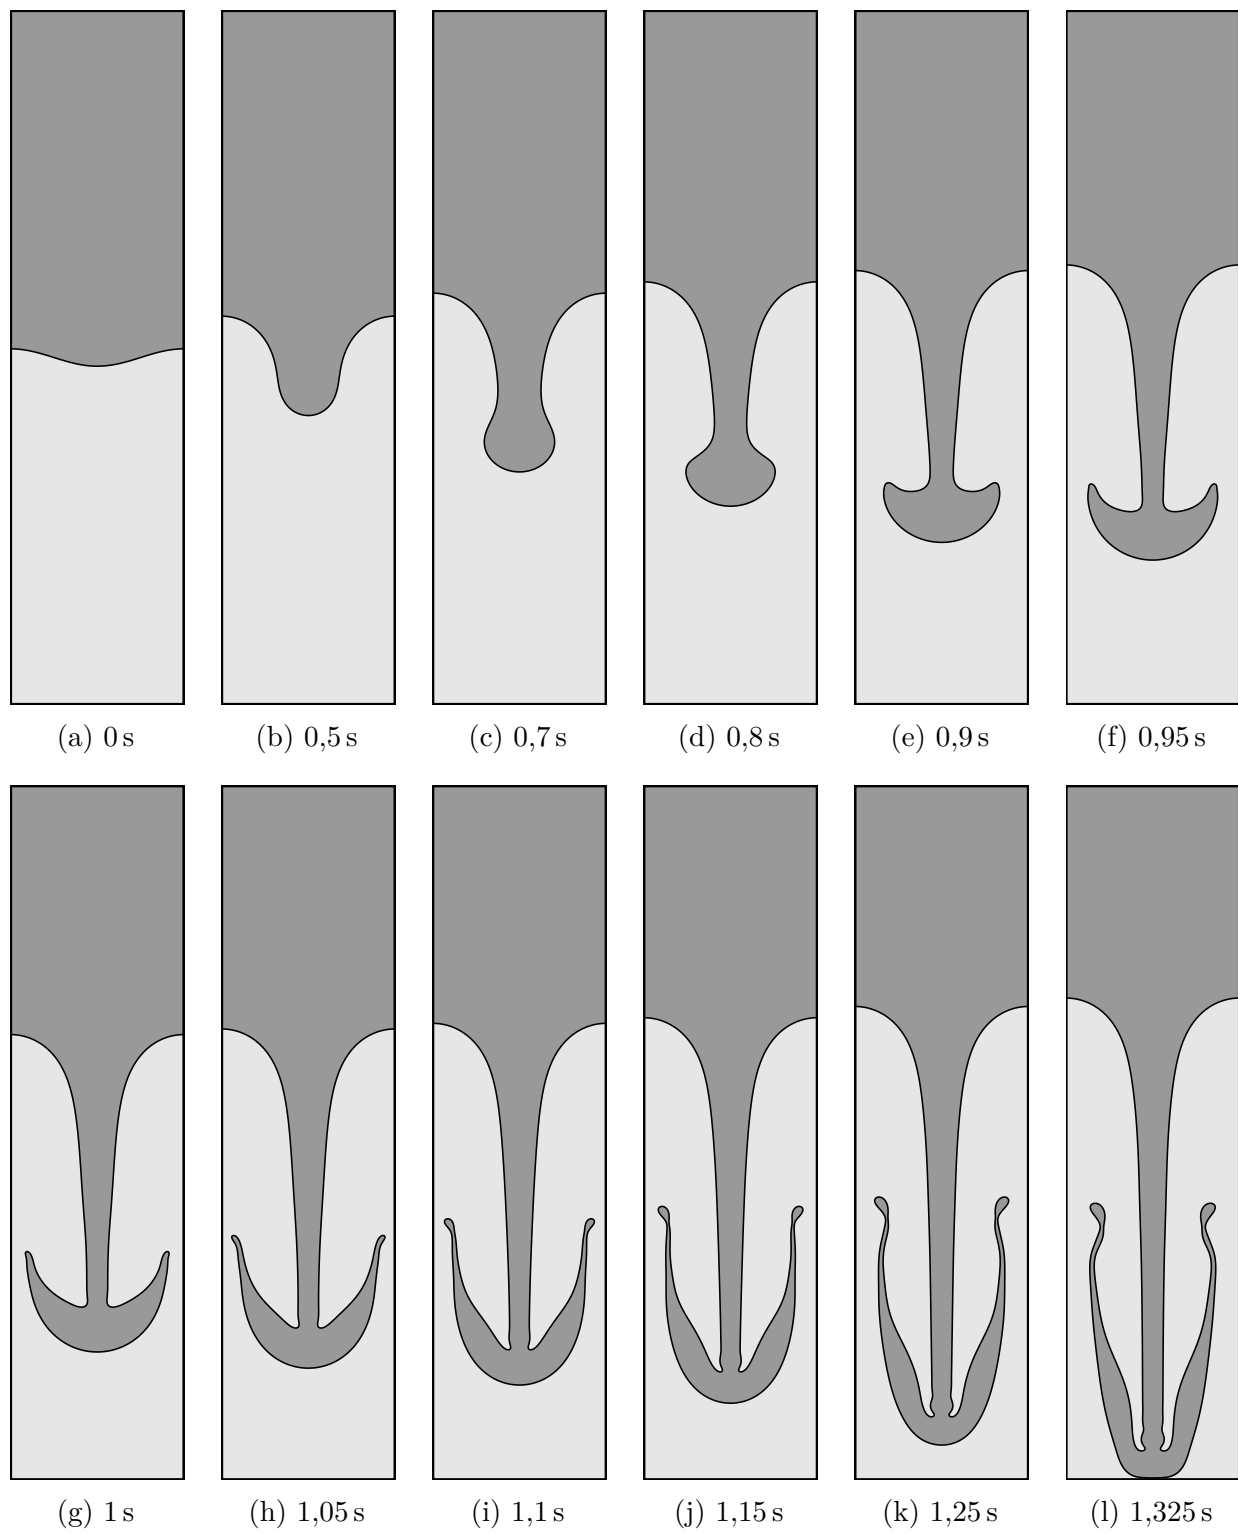 (a) 0 s (b) 0,5 s (c) 0,7 s (d) 0,8 s (e) 0,9 s (f) 0,95 s
(g) 1 s (h) 1,05 s (i) 1,1 s (j) 1,15 s (k) 1,25 s (l) 1,325 s